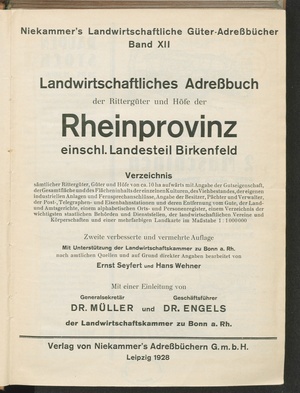 Niekammer's Landwirtschaftliche Güter-Adreßbücher
Band XII
Landwirtschaftliches Adreßbuch
der Rittergüter und Höfe der
Rheinprovinz
einschl. Landesteil Birkenfeld
Verzeichnis
sämtlicher Rittergüter, Güter und Höfe von ca. 10 ha aufwärts mit Angabe der Gutseigenschaft,
der Gesamtfläche und des Flächeninhalts der einzelnen Kulturen, des Viehbestandes, der eigenen
industriellen Anlagen und Fernsprechanschlüsse, Angabe der Besitzer, Pächter und Verwalter,
der Post-, Telegraphen- und Eisenbahnstationen und deren Entfernung vom Gute, der Land-
und Amtsgerichte, einem alphabetischen Orts- und Personenregister, einem Verzeichnis der
wichtigsten staatlichen Behörden und Dienststellen, der landwirtschaftlichen Vereine und
Körperschaften und einer mehrfarbigen Landkarte im Maßstabe 1 : 1000000
Zweite verbesserte und vermehrte Auflage
Mit Unterstützung der Landwirtschaftskammer zu Bonn a. Rh.
nach amtlichen Quellen und auf Grund direkter Angaben bearbeitet von
Ernst Seyfert und Hans Wehner
Mit einer Einleitung von
Generalsekretär Geschäftsführer
DR. MÜLLER und DR. ENGELS
der Landwirtschaftskammer zu Bonn a. Rh.
Verlag von Niekammer's Adreßbüchern G. m. b. H.
Leipzig 1928